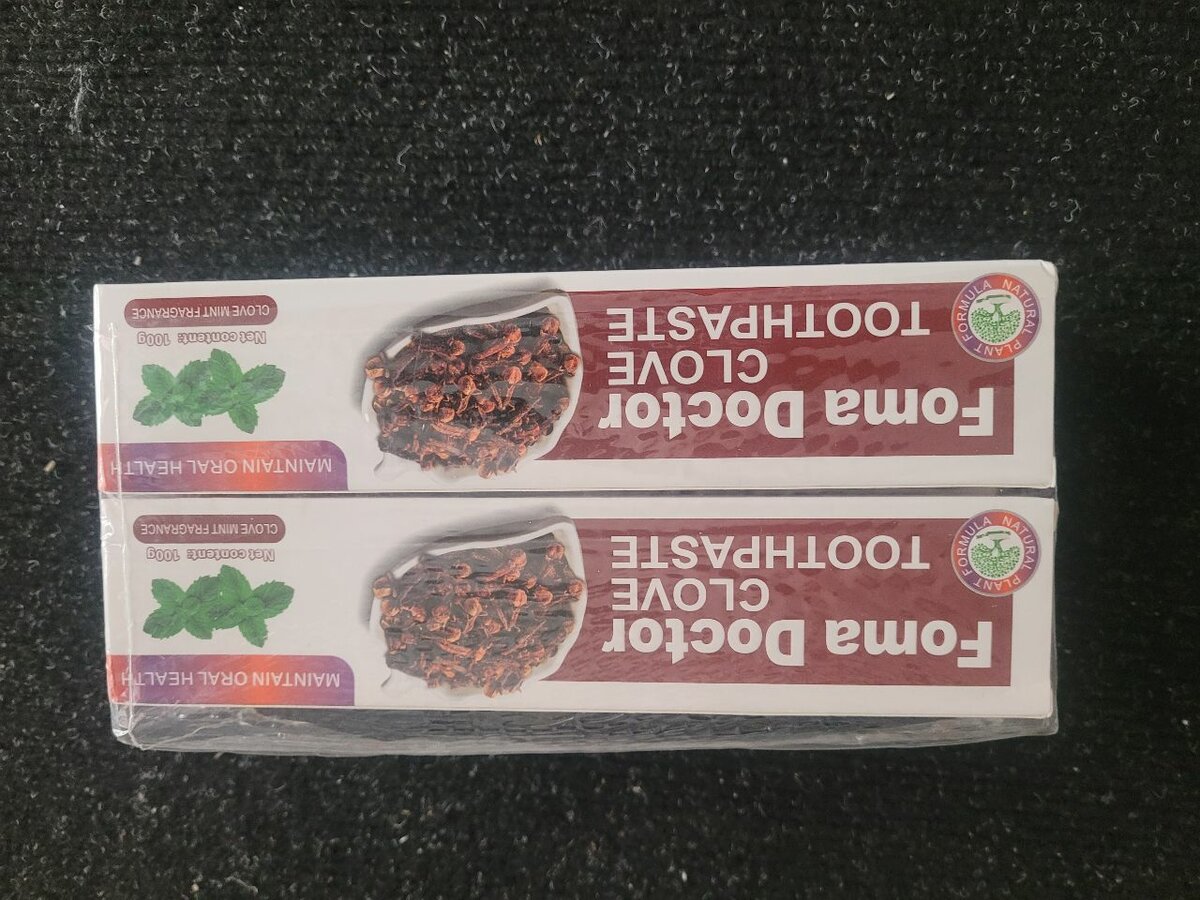 Foma Doctor
CLOVE
TOOTHPASTE
NATURAL PLANT FORMULA
MAINTAIN ORAL HEALTH
Net content: 100g
CLOVE MINT FRAGRANCE
Foma Doctor
CLOVE
TOOTHPASTE
NATURAL PLANT FORMULA
MAINTAIN ORAL HEALTH
Net content: 100g
CLOVE MINT FRAGRANCE